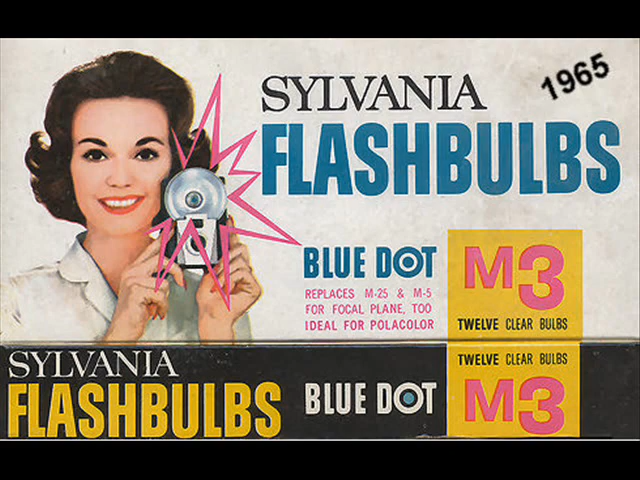 SYLVANIA
1965
FLASHBULBS
BLUE DOT
REPLACES M-25 & M-5
FOR FOCAL PLANE, TOO
IDEAL FOR POLACOLOR
M3
TWELVE CLEAR BULBS
SYLVANIA
FLASHBULBS
BLUE DOT
TWELVE CLEAR BULBS
M3